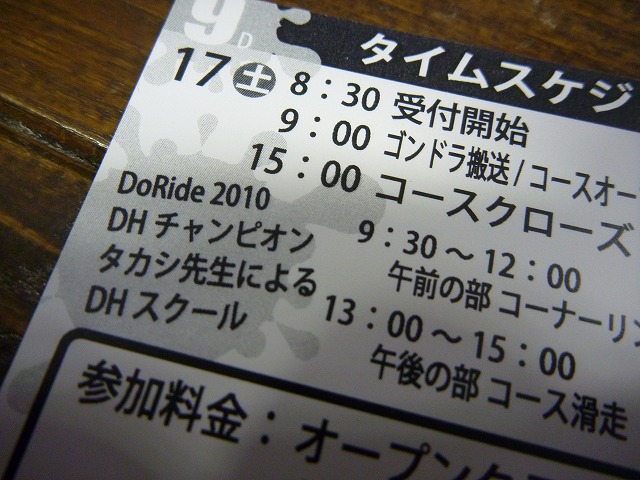 9
タイムスケジ
17 土 8：30 受付開始
9：00 ゴンドラ搬送 / コースオー
15：00 コースクローズ
DoRide 2010
DH チャンピオン
タカシ先生による
DH スクール
9：30 ～ 12：00
午前の部 コーナーリン
13：00 ～ 15：00
午後の部 コース滑走
参加料金：オープンク